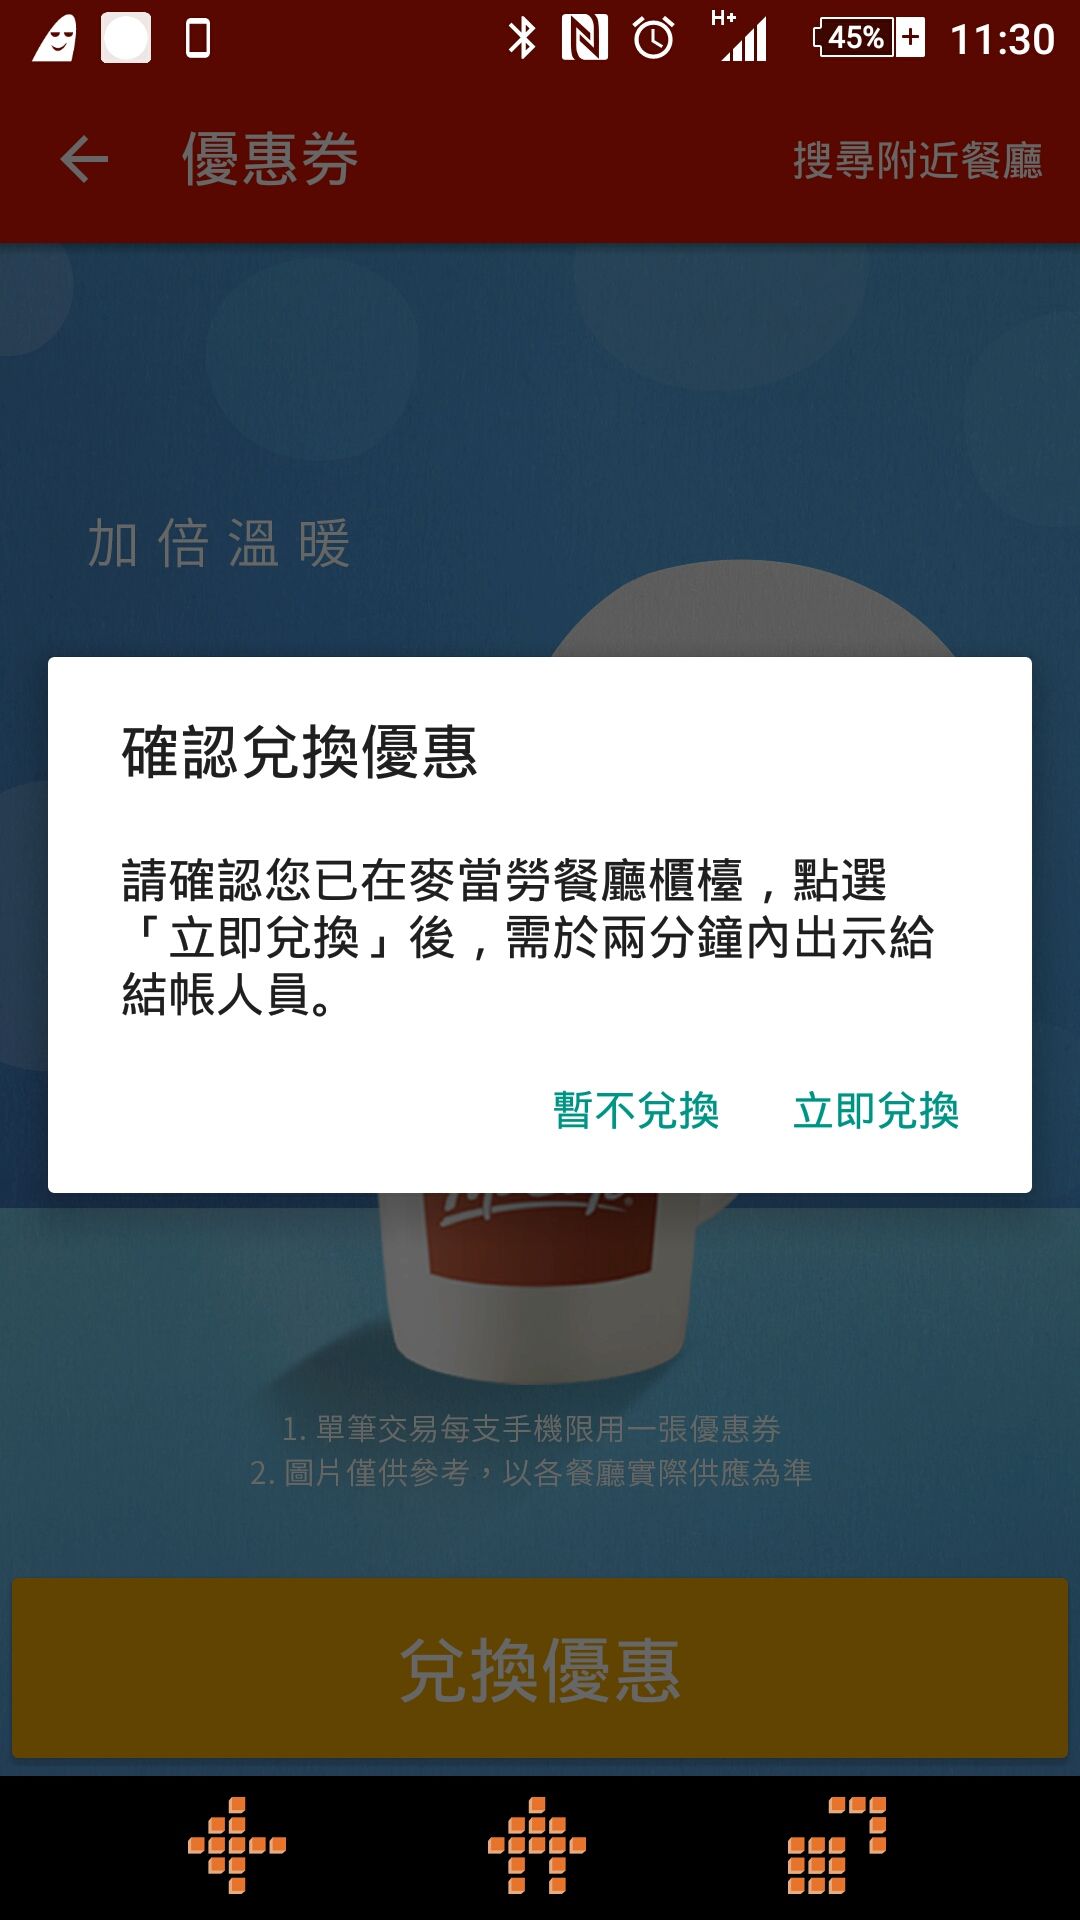 H+
45%
11:30
優惠券
搜尋附近餐廳
加倍溫暖
確認兌換優惠
請確認您已在麥當勞餐廳櫃檯，點選
「立即兌換」後，需於兩分鐘內出示給
結帳人員。
暫不兌換
立即兌換
1. 單筆交易每支手機限用一張優惠券
2. 圖片僅供參考，以各餐廳實際供應為準
兌換優惠